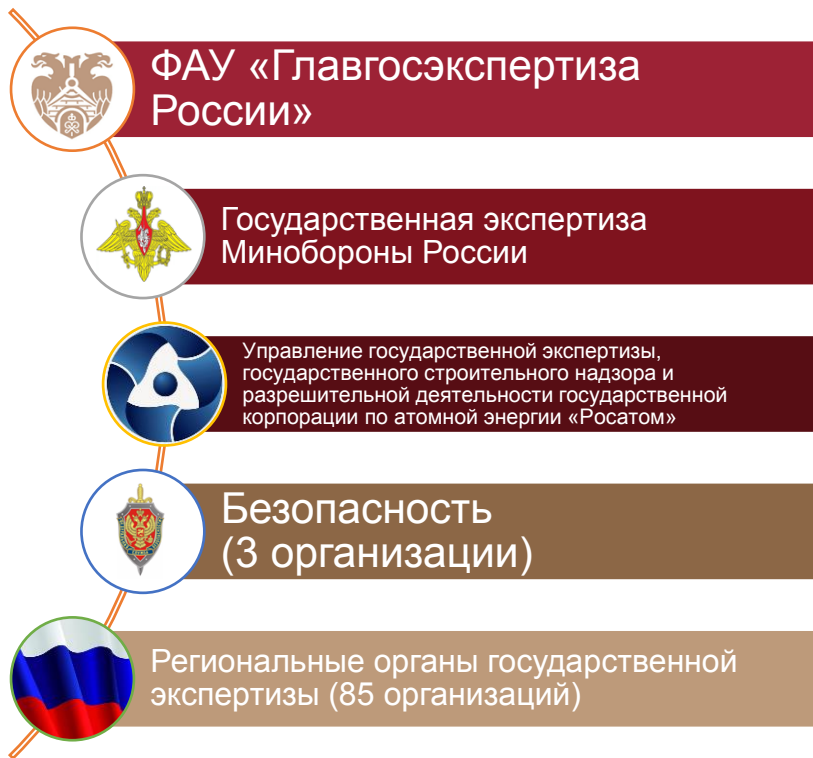 ФАУ «Главгосэкспертиза
России»
Государственная экспертиза
Минобороны России
Управление государственной экспертизы,
государственного строительного надзора и
разрешительной деятельности государственной
корпорации по атомной энергии «Росатом»
Безопасность
(3 организации)
Региональные органы государственной
экспертизы (85 организаций)